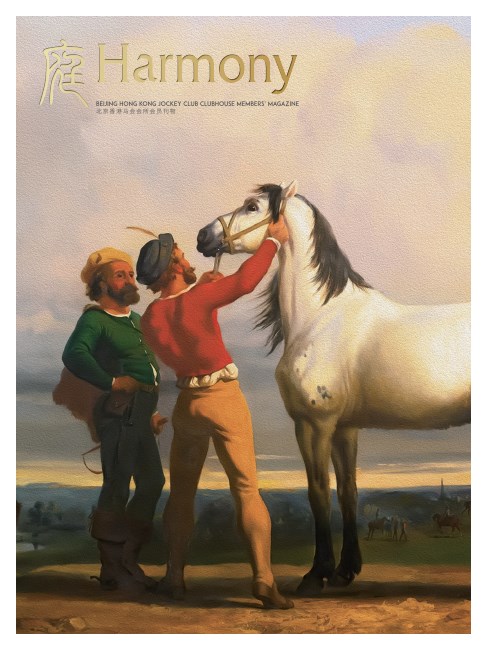 庭 Harmony
BEIJING HONG KONG JOCKEY CLUB CLUBHOUSE MEMBERS' MAGAZINE
北京香港马会会所会员刊物